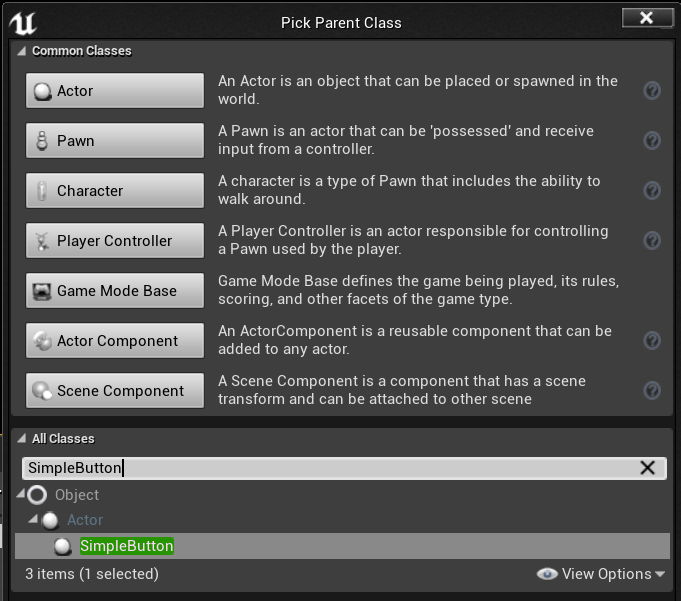 Pick Parent Class
Common Classes
Actor
An Actor is an object that can be placed or spawned in the
world.
Pawn
A Pawn is an actor that can be 'possessed' and receive
input from a controller.
Character
A character is a type of Pawn that includes the ability to
walk around.
Player Controller
A Player Controller is an actor responsible for controlling
a Pawn used by the player.
Game Mode Base
Game Mode Base defines the game being played, its rules,
scoring, and other facets of the game type.
Actor Component
An ActorComponent is a reusable component that can be
added to any actor.
Scene Component
A Scene Component is a component that has a scene
transform and can be attached to other scene
All Classes
SimpleButton
Object
Actor
SimpleButton
3 items (1 selected)
View Options